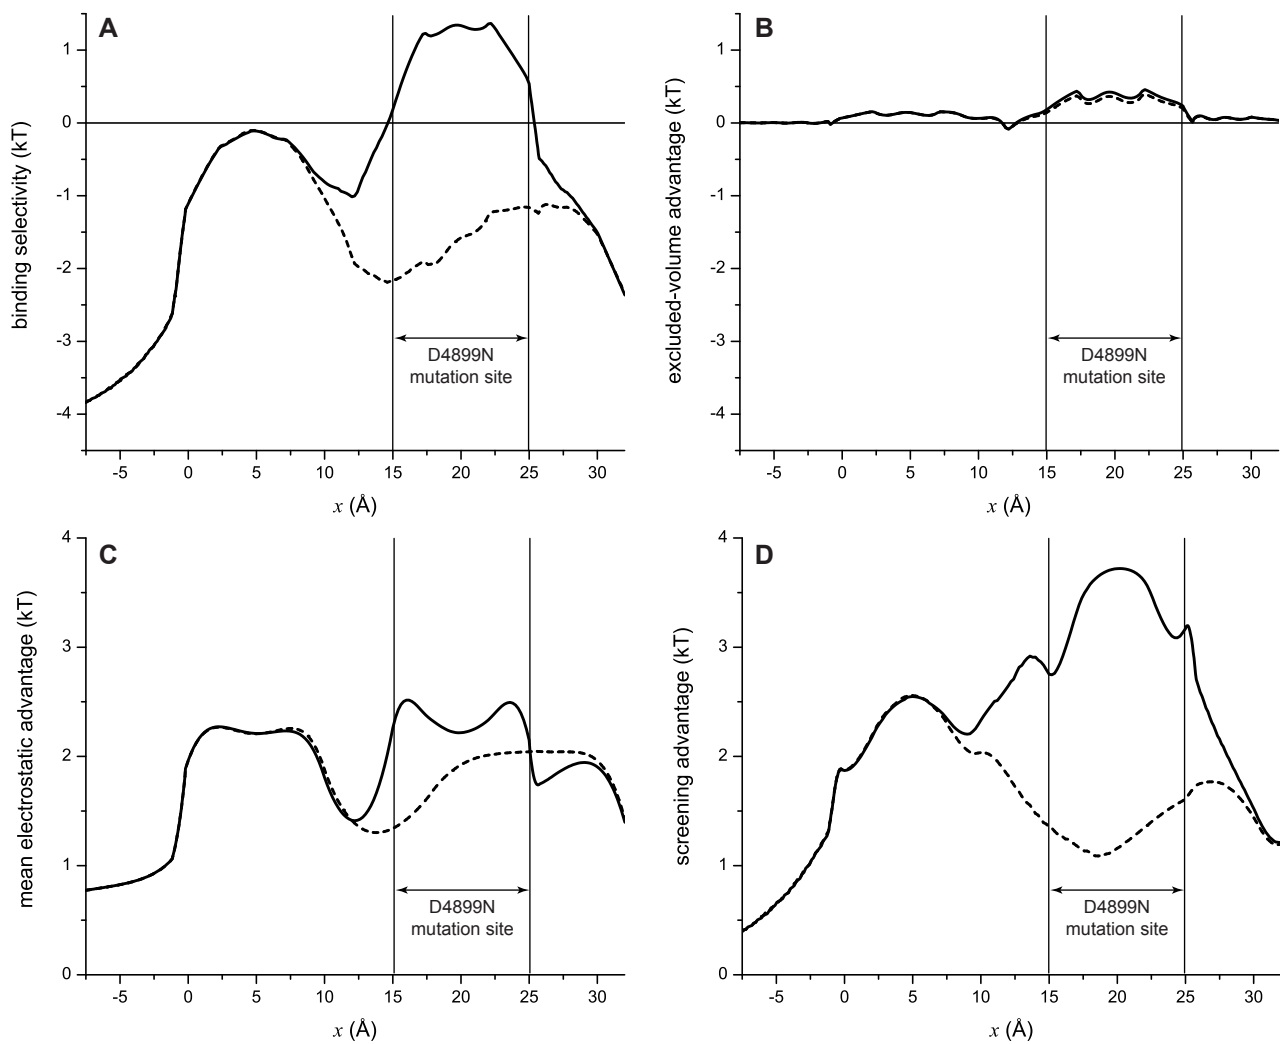 A
binding selectivity (kT)
1
0
-1
-2
-3
-4
D4899N
mutation site
-5 0 5 10 15 20 25 30
x (Å)
B
excluded-volume advantage (kT)
1
0
-1
-2
-3
-4
D4899N
mutation site
-5 0 5 10 15 20 25 30
x (Å)
C
mean electrostatic advantage (kT)
4
3
2
1
0
D4899N
mutation site
-5 0 5 10 15 20 25 30
x (Å)
D
screening advantage (kT)
4
3
2
1
0
D4899N
mutation site
-5 0 5 10 15 20 25 30
x (Å)